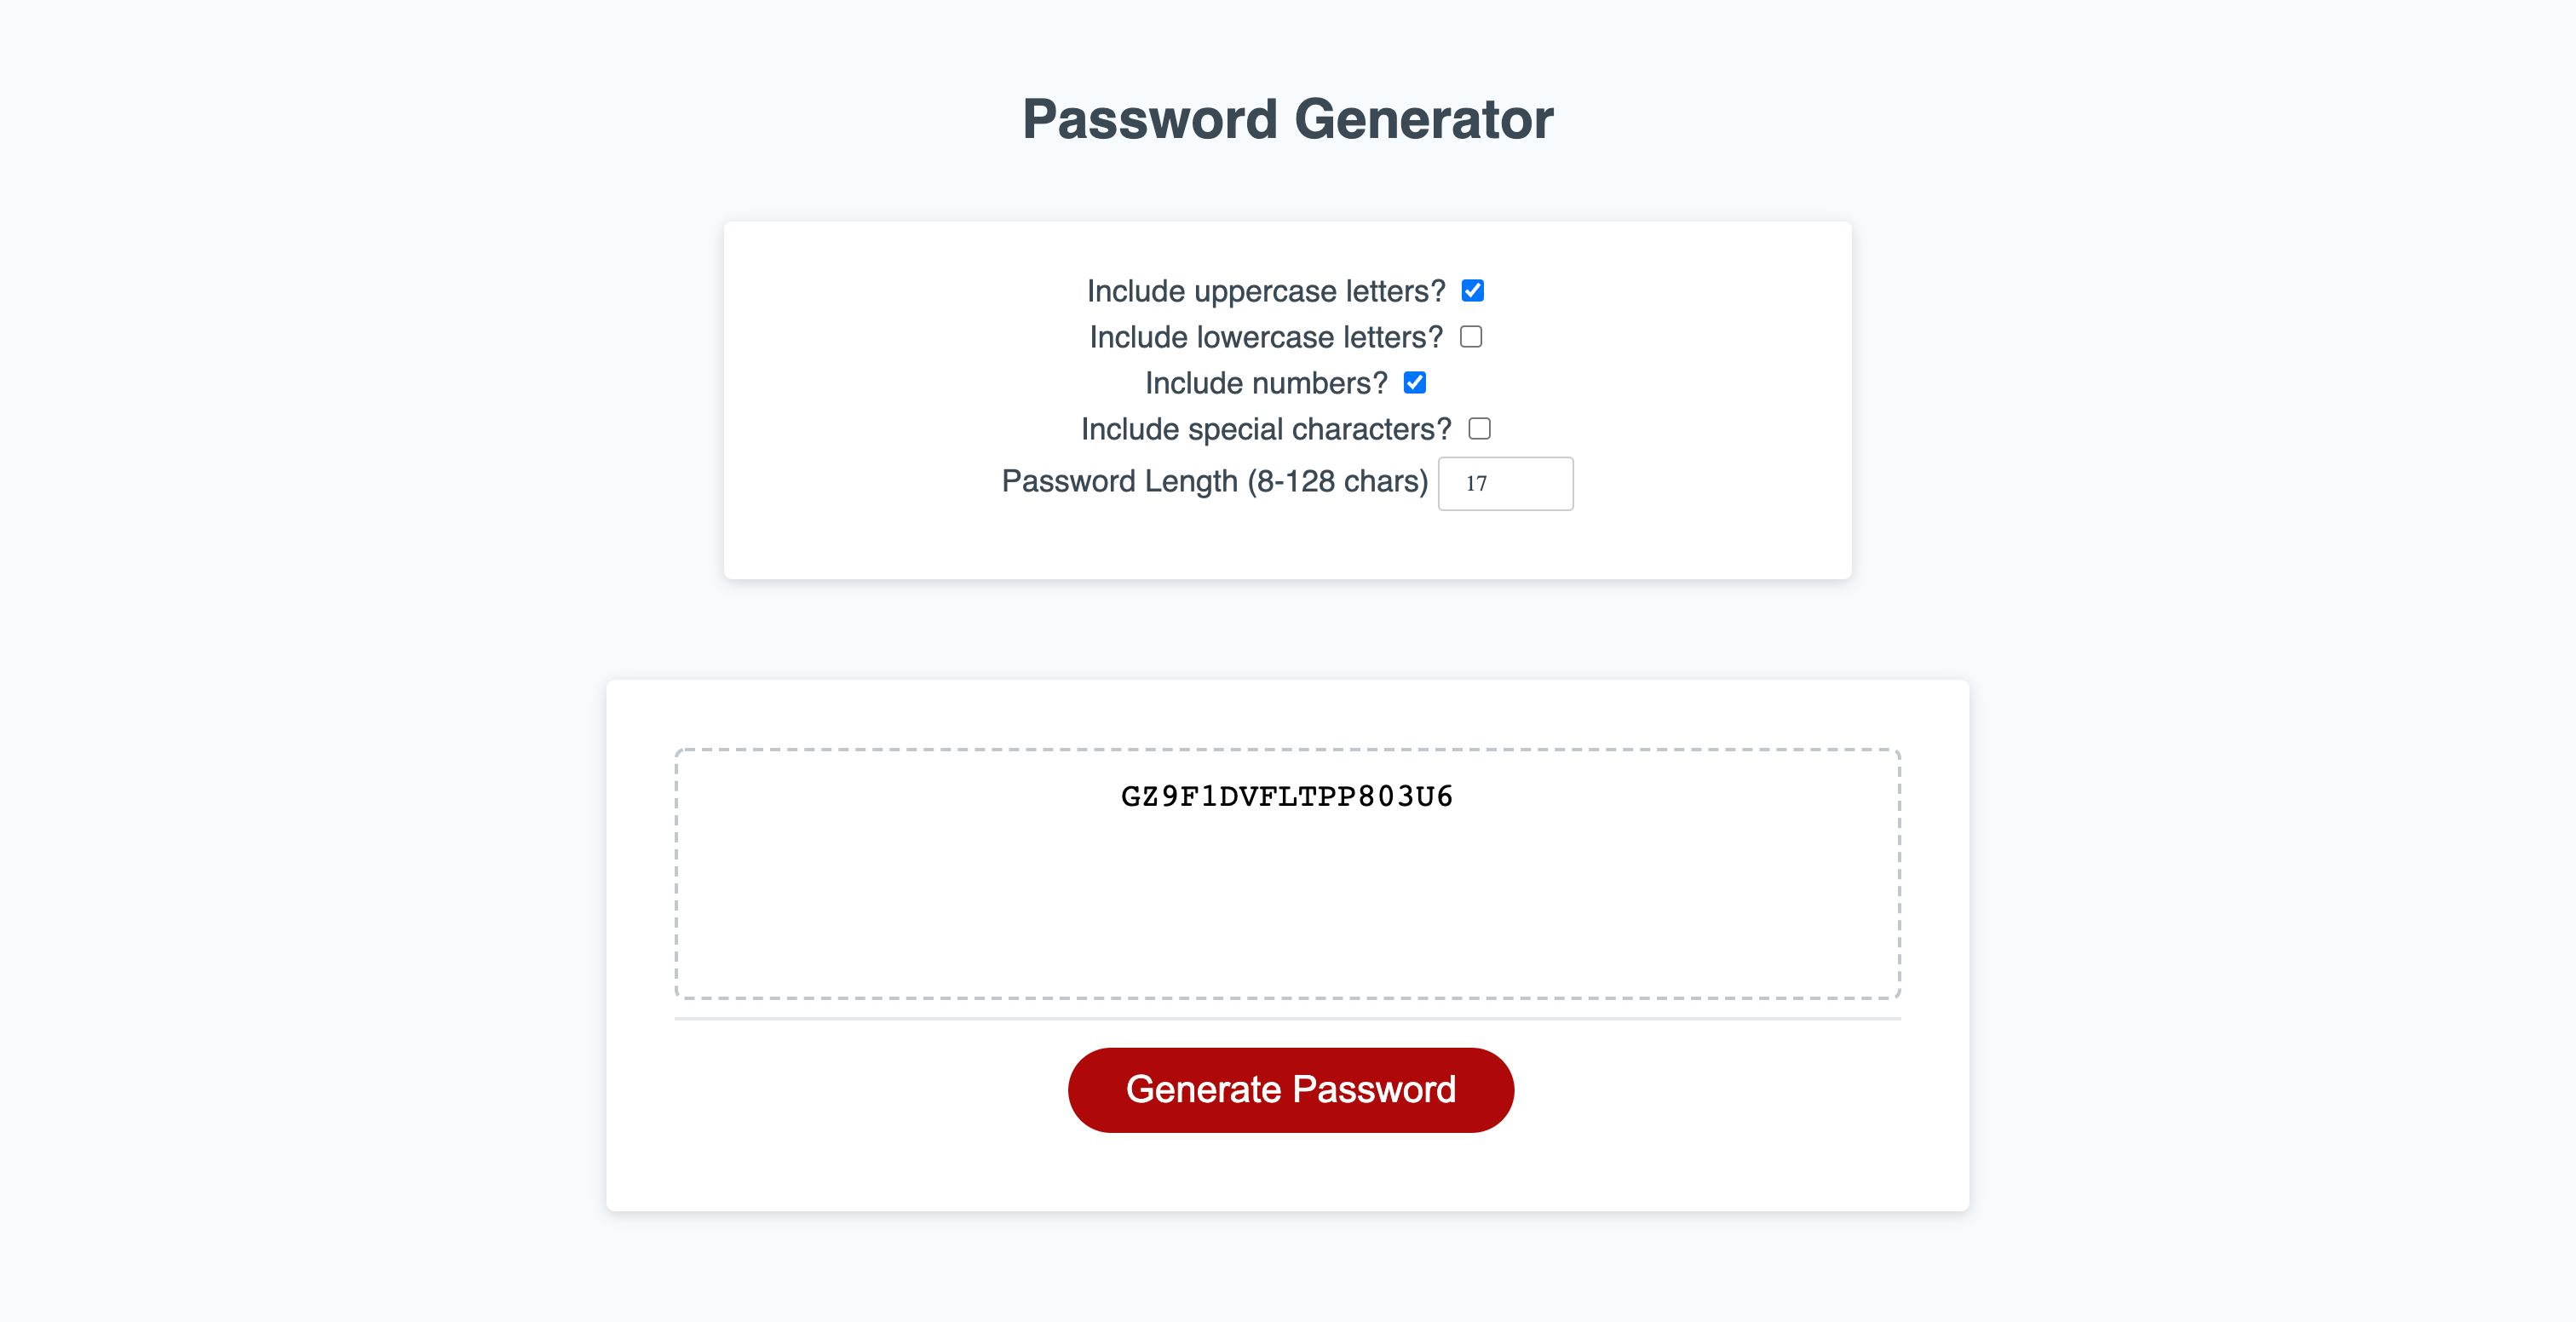 Password Generator
Include uppercase letters?
Include lowercase letters?
Include numbers?
Include special characters?
Password Length (8-128 chars) 17
GZ9F1DVFLTPP803U6
Generate Password